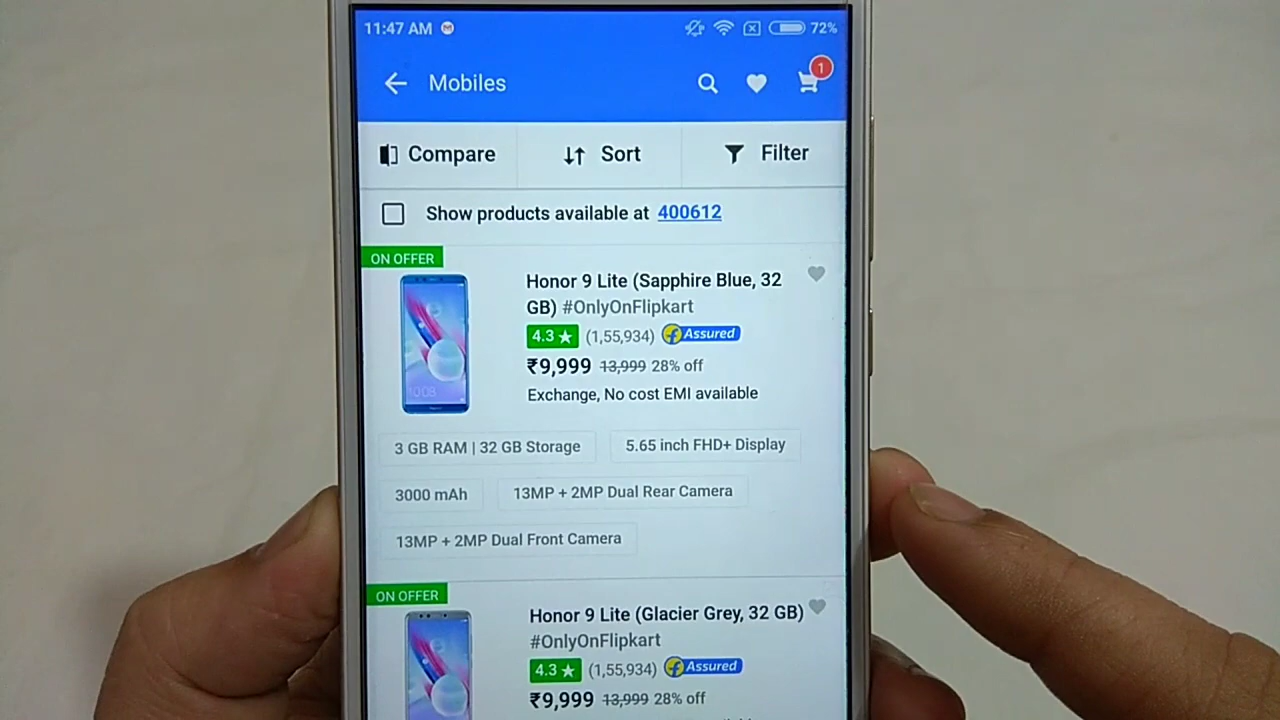 11:47 AM
72%
1
Mobiles
Compare
Sort
Filter
Show products available at 400612
ON OFFER
Honor 9 Lite (Sapphire Blue, 32
GB) #OnlyOnFlipkart
4.3★ (1,55,934) f Assured
₹9,999 13,999 28% off
Exchange, No cost EMI available
10:08
3 GB RAM | 32 GB Storage
5.65 inch FHD+ Display
3000 mAh
13MP + 2MP Dual Rear Camera
13MP + 2MP Dual Front Camera
ON OFFER
Honor 9 Lite (Glacier Grey, 32 GB)
#OnlyOnFlipkart
4.3★ (1,55,934) f Assured
₹9,999 13,999 28% off